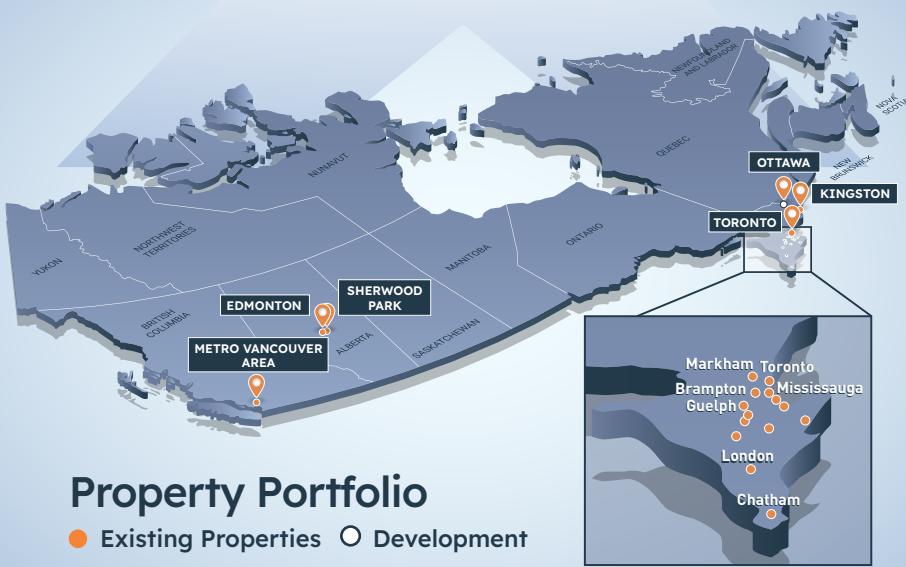 NEWFOUNDLAND
AND LABRADOR
NOVA
SCOTIA
QUEBEC
NEW
BRUNSWICK
OTTAWA
KINGSTON
TORONTO
NUNAVUT
NORTHWEST
TERRITORIES
YUKON
ONTARIO
MANITOBA
BRITISH
COLUMBIA
ALBERTA
SASKATCHEWAN
EDMONTON
SHERWOOD
PARK
METRO VANCOUVER
AREA
Markham
Toronto
Brampton
Mississauga
Guelph
London
Chatham
Property Portfolio
Existing Properties
Development